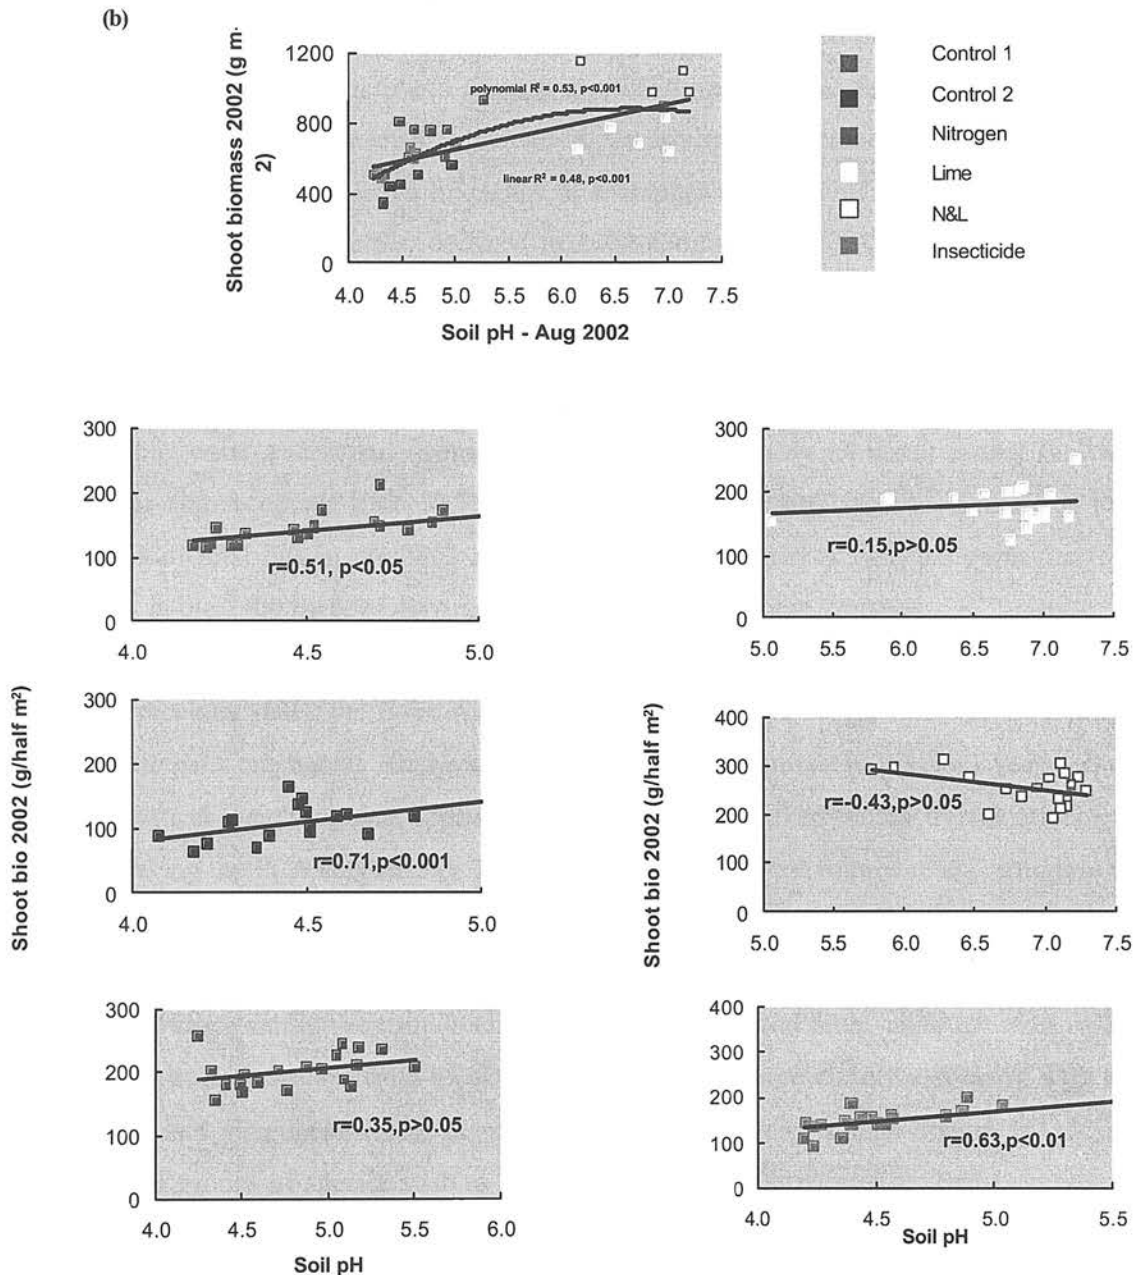 (b)
Shoot biomass 2002 (g m-
2)
1200
800
400
0
polynomial R² = 0.53, p<0.001
linear R² = 0.48, p<0.001
4.0 4.5 5.0 5.5 6.0 6.5 7.0 7.5
Soil pH - Aug 2002
Control 1
Control 2
Nitrogen
Lime
N&L
Insecticide
300
200
100
0
r=0.51, p<0.05
4.0 4.5 5.0
300
200
100
0
r=0.15,p>0.05
5.0 5.5 6.0 6.5 7.0 7.5
Shoot bio 2002 (g/half m²)
300
200
100
0
r=0.71,p<0.001
4.0 4.5 5.0
Shoot bio 2002 (g/half m²)
400
300
200
100
0
r=-0.43,p>0.05
5.0 5.5 6.0 6.5 7.0 7.5
300
200
100
0
r=0.35,p>0.05
4.0 4.5 5.0 5.5 6.0
Soil pH
400
300
200
100
0
r=0.63,p<0.01
4.0 4.5 5.0 5.5
Soil pH